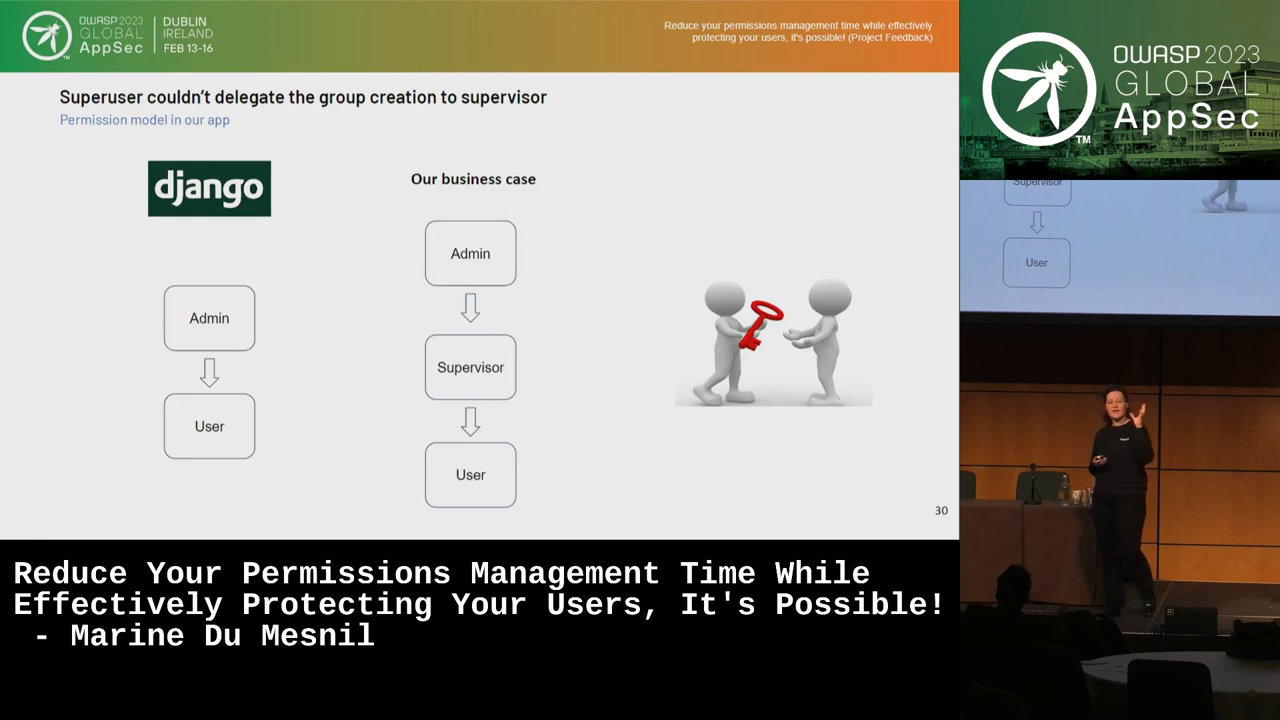 OWASP 2023
GLOBAL
AppSec
TM
DUBLIN
IRELAND
FEB 13-16
Reduce your permissions management time while effectively
protecting your users, it's possible! (Project Feedback)
Superuser couldn't delegate the group creation to supervisor
Permission model in our app
django
Our business case
Admin
User
Admin
Supervisor
User
30
OWASP 2023
GLOBAL
AppSec
TM
Supervisor
User
Reduce Your Permissions Management Time While
Effectively Protecting Your Users, It's Possible!
- Marine Du Mesnil